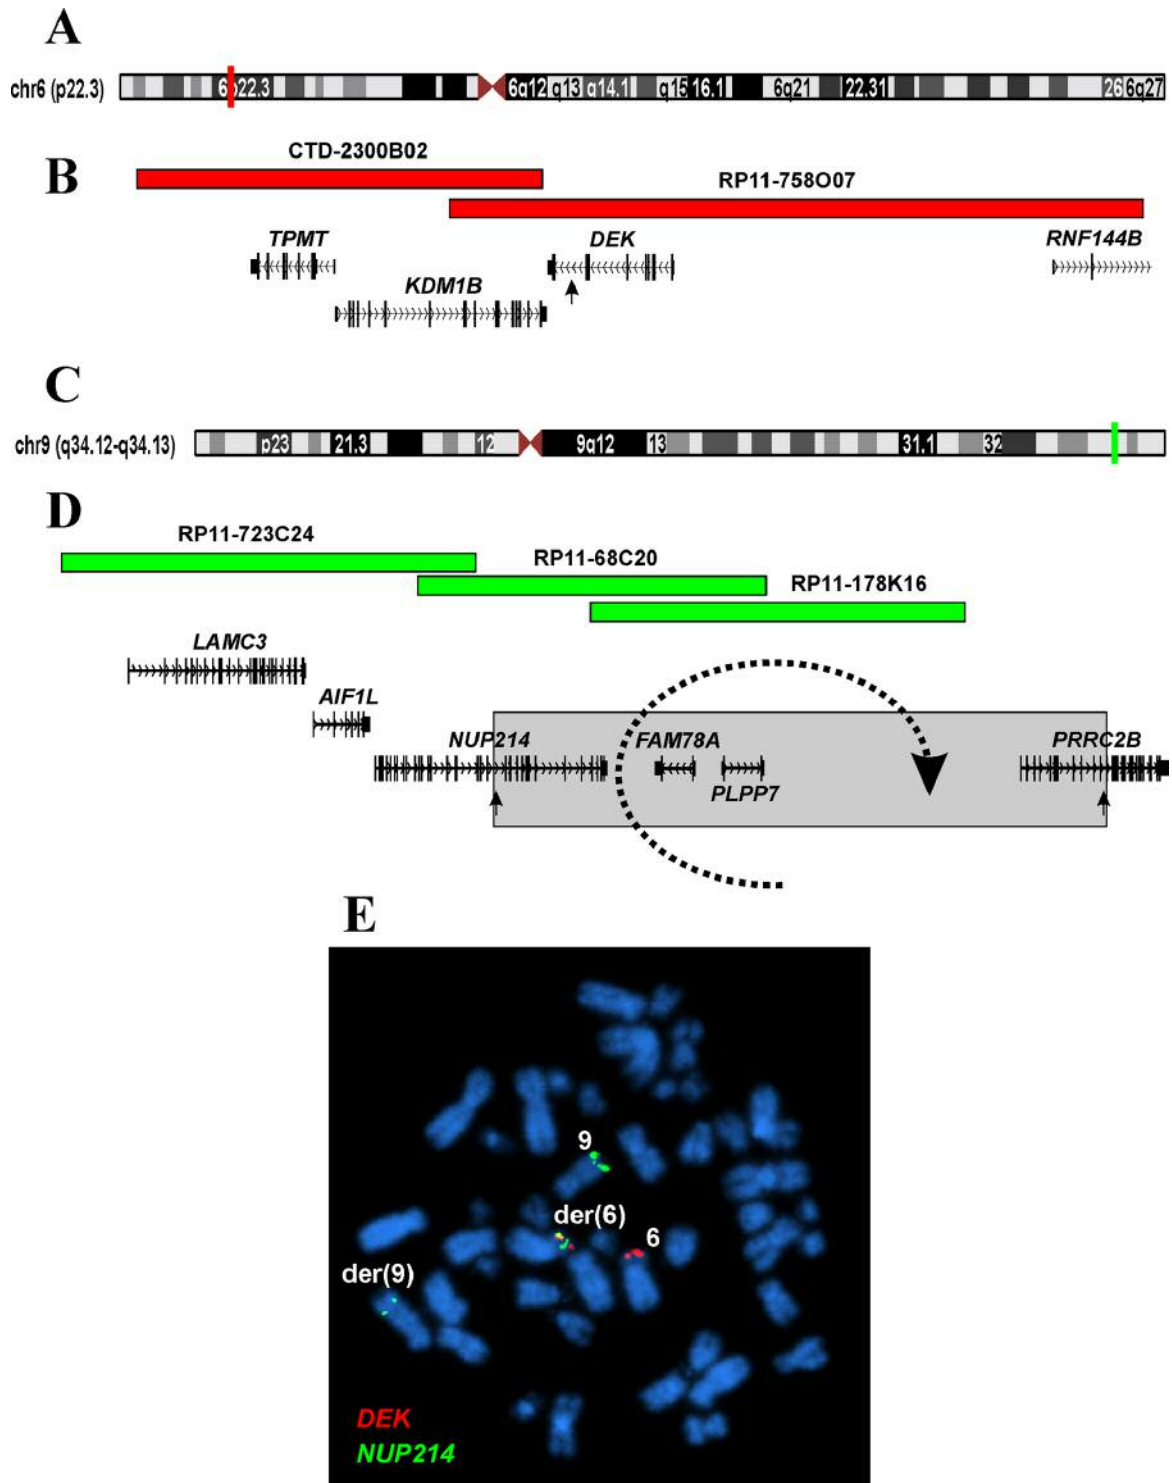 A
chr6 (p22.3)
6p22.3
6q12
q13
q14.1
q15
16.1
6q21
22.31
26
6q27
B
CTD-2300B02
RP11-758O07
TPMT
DEK
RNF144B
KDM1B
C
chr9 (q34.12-q34.13)
p23
21.3
12
9q12
13
31.1
32
D
RP11-723C24
RP11-68C20
RP11-178K16
LAMC3
AIF1L
NUP214
FAM78A
PRRC2B
PLPP7
E
9
der(6)
6
der(9)
DEK
NUP214